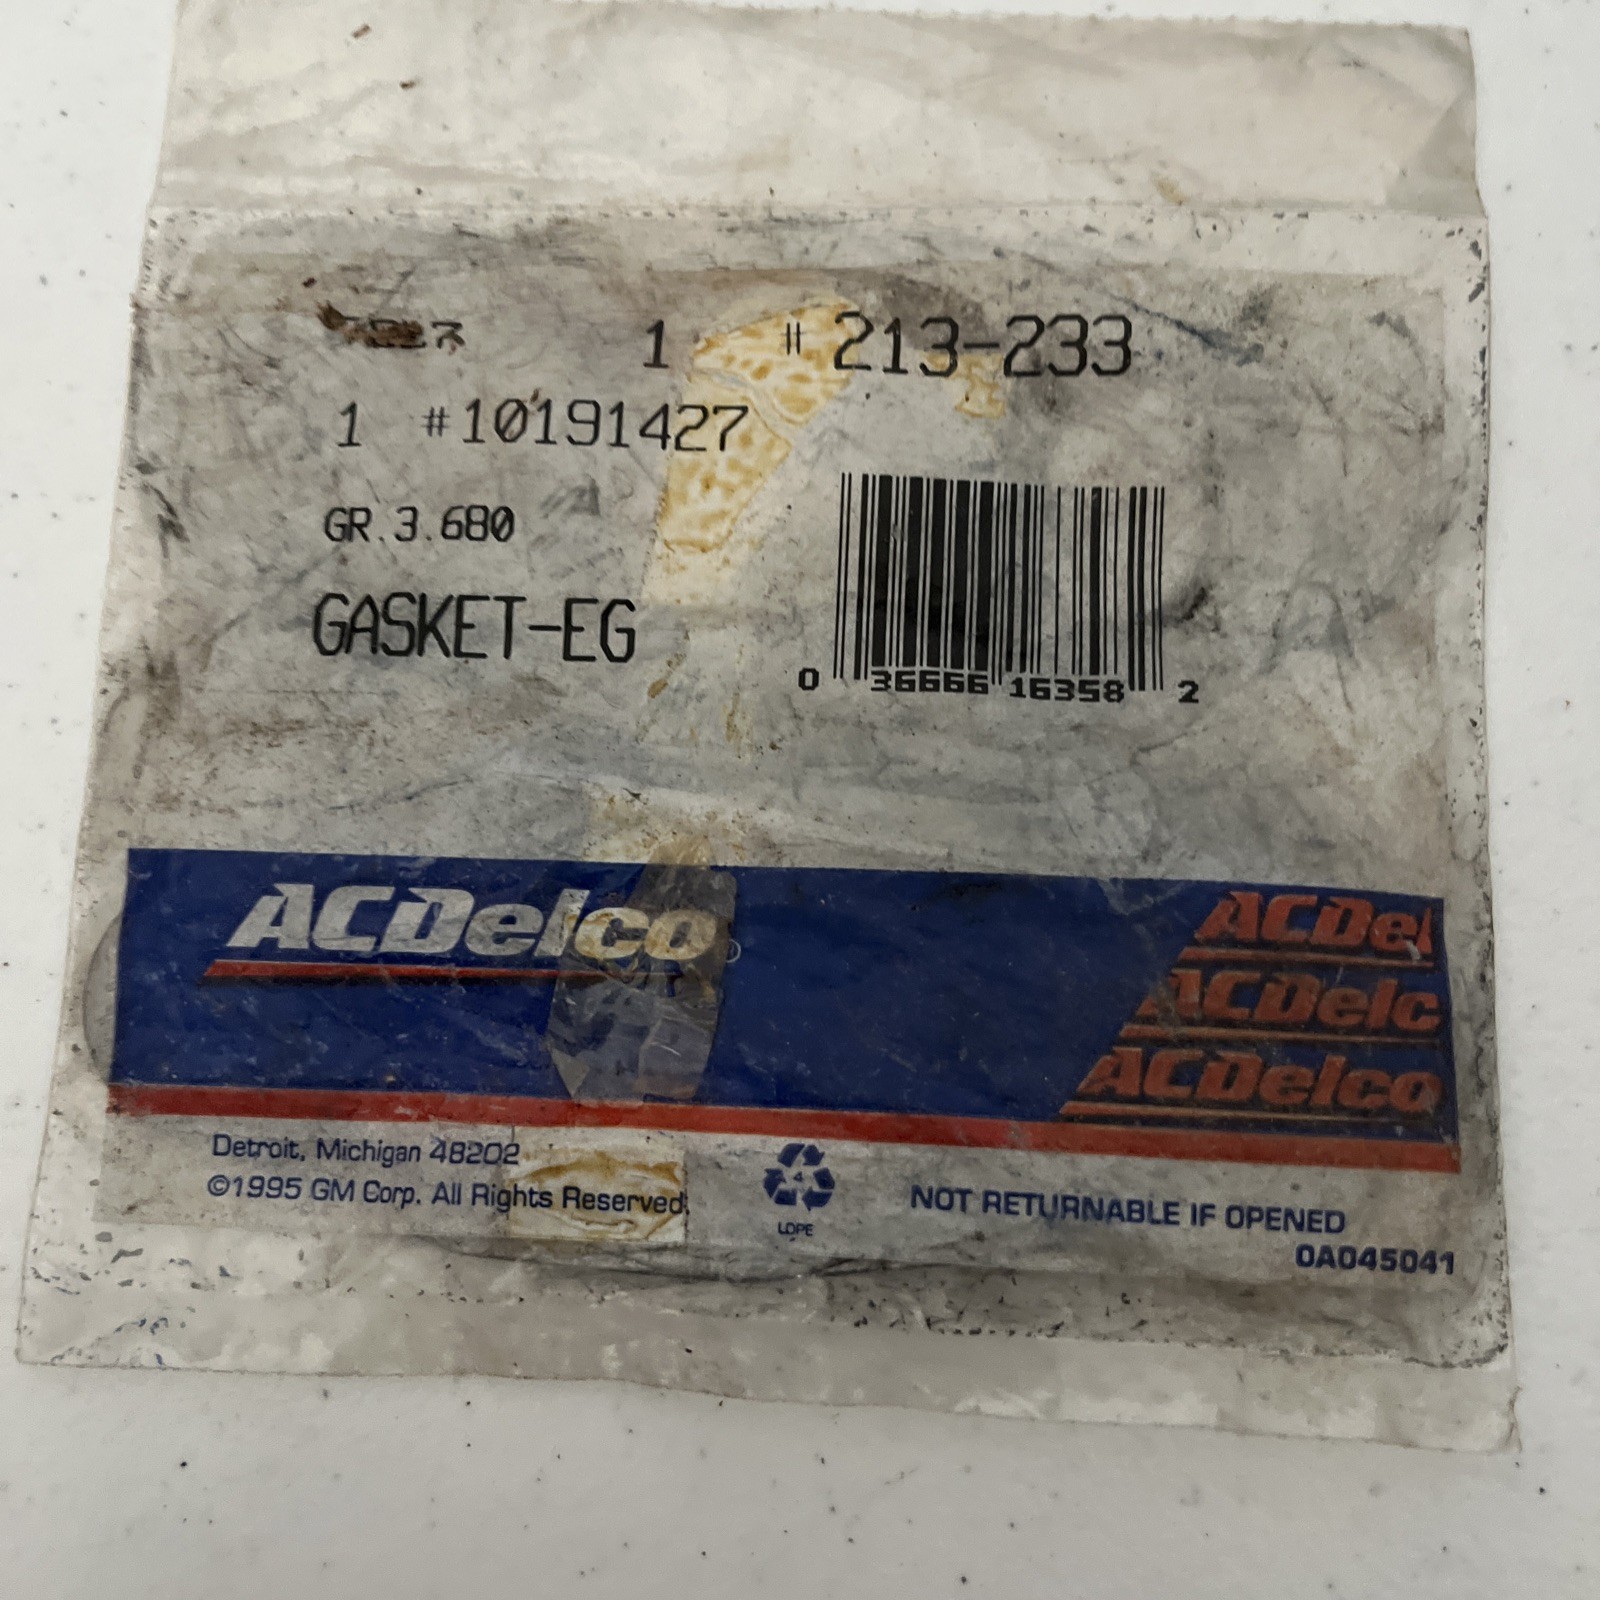 1 # 213-233
1 #10191427
GR.3.680
GASKET-EG
0 36666 16358 2
ACDelco®
ACDel
ACDelc
ACDelco
Detroit, Michigan 48202
©1995 GM Corp. All Rights Reserved.
4
LDPE
NOT RETURNABLE IF OPENED
0A045041